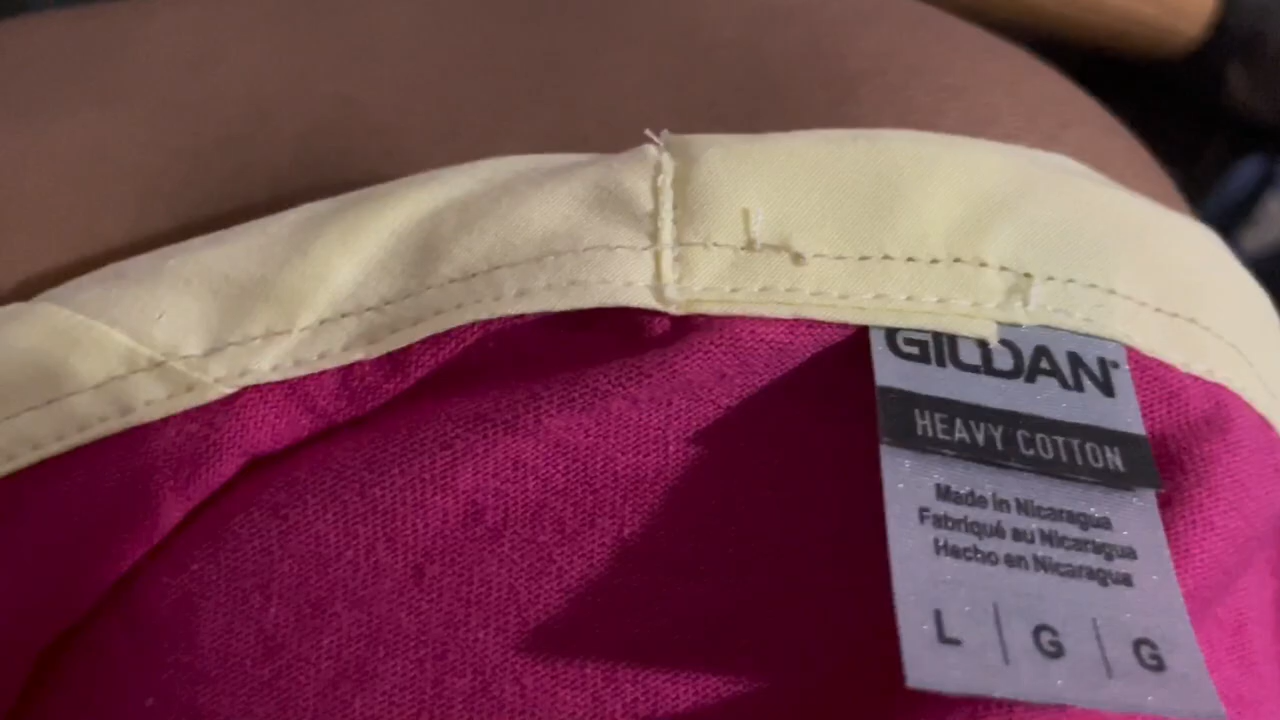 GILDAN®
HEAVY COTTON
Made in Nicaragua
Fabriqué au Nicaragua
Hecho en Nicaragua
L | G | G